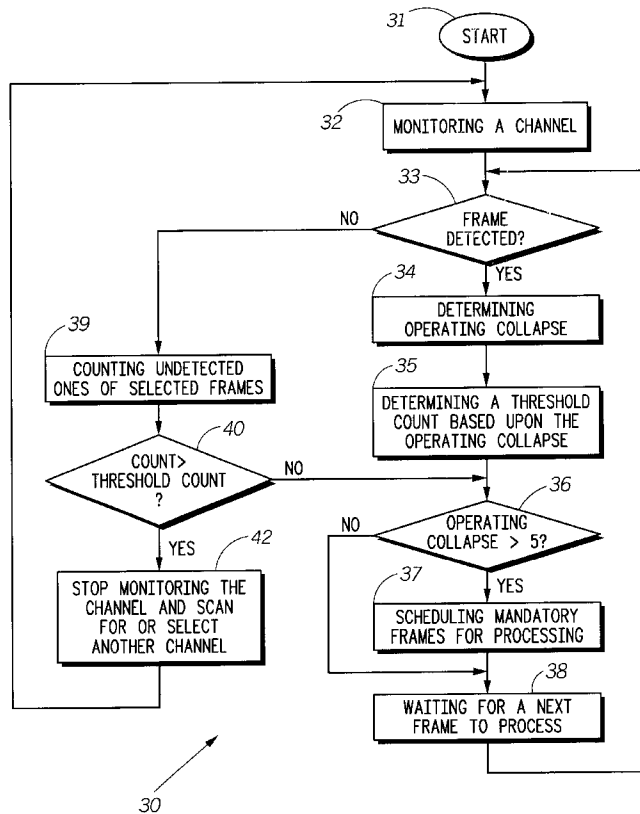 31
START
32
MONITORING A CHANNEL
33
FRAME
DETECTED?
NO
YES
34
DETERMINING
OPERATING COLLAPSE
39
COUNTING UNDETECTED
ONES OF SELECTED FRAMES
35
DETERMINING A THRESHOLD
COUNT BASED UPON THE
OPERATING COLLAPSE
40
COUNT>
THRESHOLD COUNT
?
NO
YES
36
OPERATING
COLLAPSE > 5?
NO
YES
42
STOP MONITORING THE
CHANNEL AND SCAN
FOR OR SELECT
ANOTHER CHANNEL
37
SCHEDULING MANDATORY
FRAMES FOR PROCESSING
38
WAITING FOR A NEXT
FRAME TO PROCESS
30